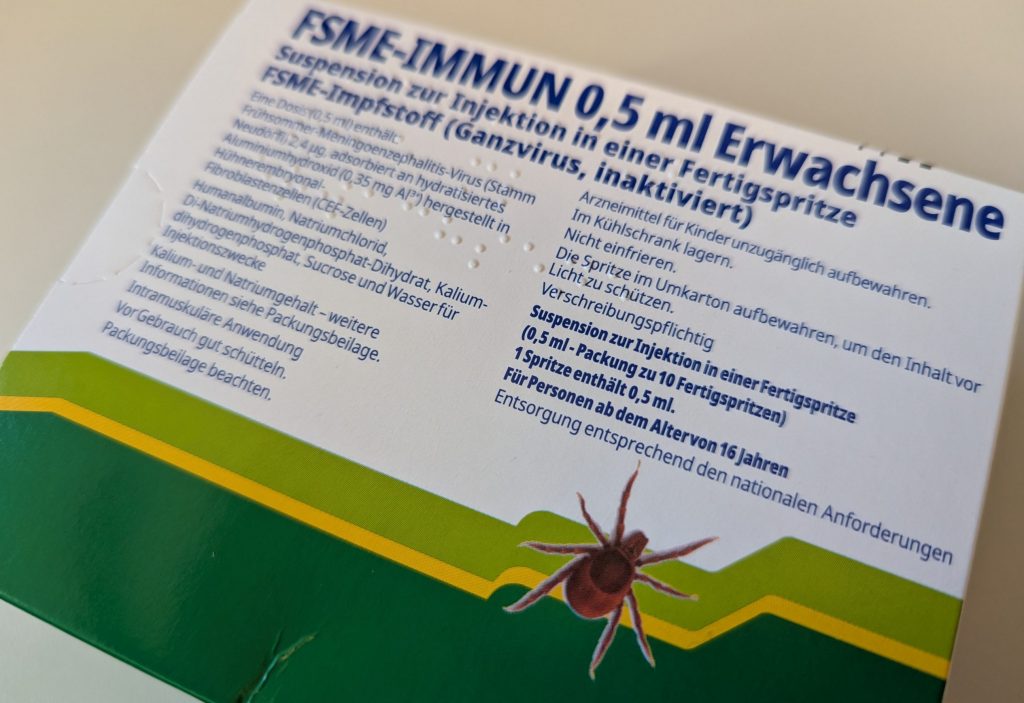 FSME-IMMUN 0,5 ml Erwachsene
Suspension zur Injektion in einer Fertigspritze
FSME-Impfstoff (Ganzvirus, inaktiviert)
Eine Dosis (0,5 ml) enthält:
Frühsommer-Meningoenzephalitis-Virus (Stamm
Neudörfl) 2,4 µg, adsorbiert an hydratisiertes
Aluminiumhydroxid (0,35 mg Al³⁺) hergestellt in
Hühnerembryonal-
Fibroblastenzellen (CEF-Zellen)
Humanalbumin, Natriumchlorid,
Di-Natriumhydrogenphosphat-Dihydrat, Kalium-
dihydrogenphosphat, Sucrose und Wasser für
Injektionszwecke
Kalium- und Natriumgehalt – weitere
Informationen siehe Packungsbeilage.
Intramuskuläre Anwendung
Vor Gebrauch gut schütteln.
Packungsbeilage beachten.
Arzneimittel für Kinder unzugänglich aufbewahren.
Im Kühlschrank lagern.
Nicht einfrieren.
Die Spritze im Umkarton aufbewahren, um den Inhalt vor
Licht zu schützen.
Verschreibungspflichtig
Suspension zur Injektion in einer Fertigspritze
(0,5 ml - Packung zu 10 Fertigspritzen)
1 Spritze enthält 0,5 ml.
Für Personen ab dem Alter von 16 Jahren
Entsorgung entsprechend den nationalen Anforderungen